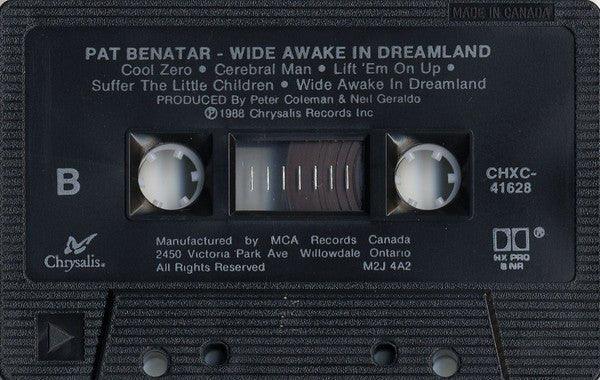 MADE IN CANADA
PAT BENATAR - WIDE AWAKE IN DREAMLAND
Cool Zero • Cerebral Man • Lift 'Em On Up •
Suffer The Little Children • Wide Awake In Dreamland
PRODUCED By Peter Coleman & Neil Geraldo
℗1988 Chrysalis Records Inc
B
CHXC-
41628
Chrysalis®
Manufactured by MCA Records Canada
2450 Victoria Park Ave Willowdale Ontario
All Rights Reserved M2J 4A2
®
HX PRO
B NR